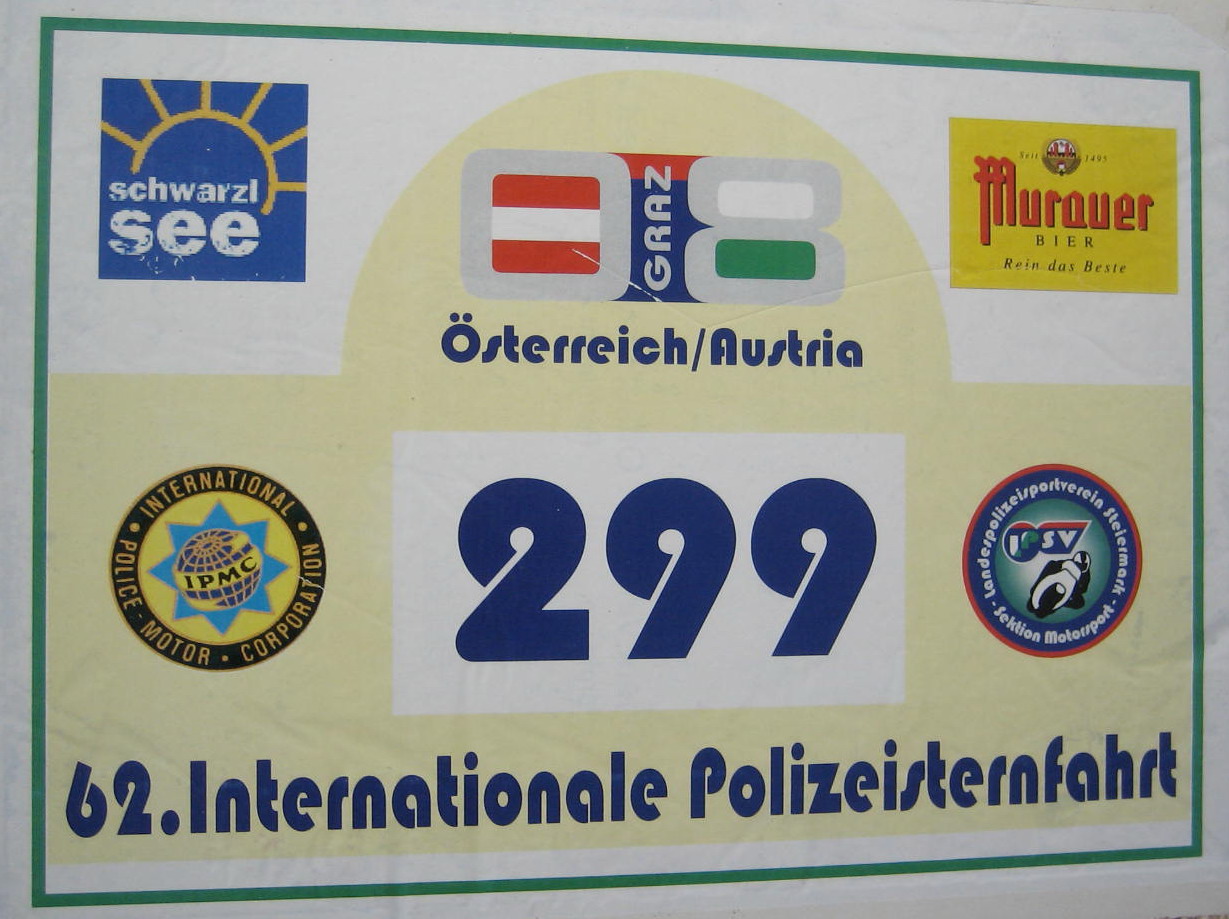 schwarzl
see
08
GRAZ
Österreich/Austria
Seit 1495
Murauer
BIER
Rein das Beste
INTERNATIONAL
POLICE - MOTOR • CORPORATION
IPMC
299
Landespolizeisportverein Steiermark
- Sektion Motorsport -
LPSV
62. Internationale Polizeisternfahrt